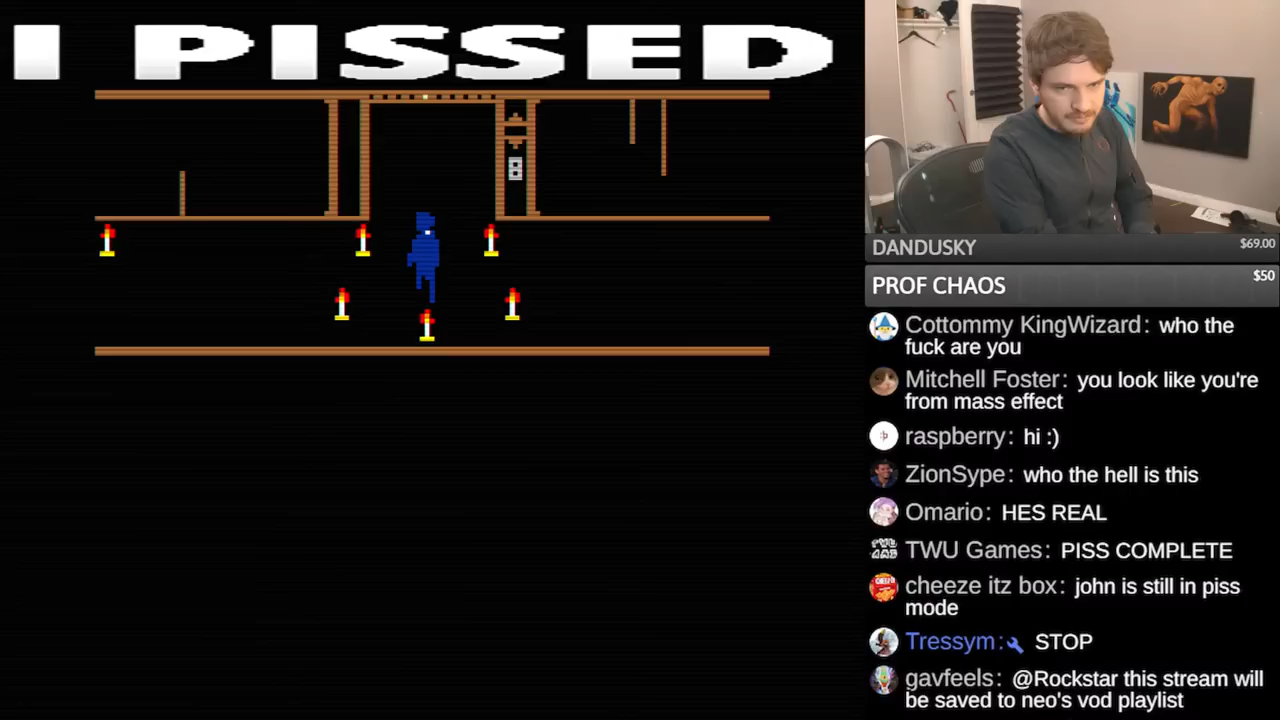 I PISSED
DANDUSKY $69.00
PROF CHAOS $50
Cottommy KingWizard: who the
fuck are you
Mitchell Foster: you look like you're
from mass effect
raspberry: hi :)
ZionSype: who the hell is this
Omario: HES REAL
TWU Games: PISS COMPLETE
cheeze itz box: john is still in piss
mode
Tressym: STOP
gavfeels: @Rockstar this stream will
be saved to neo's vod playlist